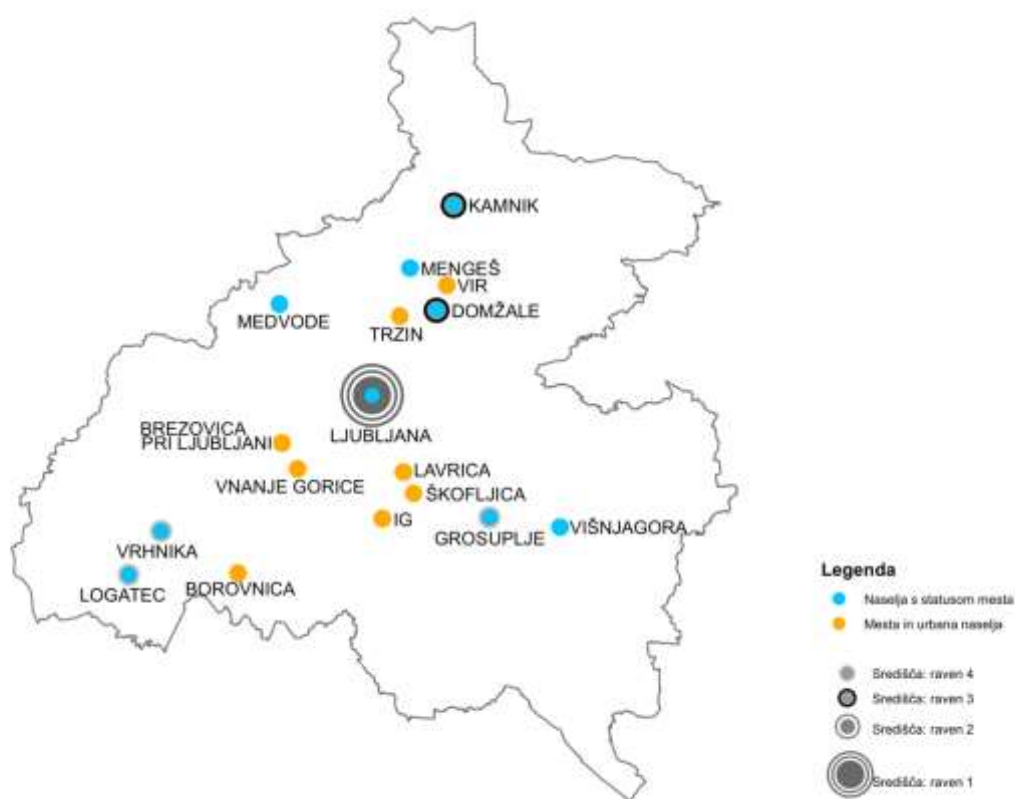 KAMNIK
MENGEŠ
VIR
DOMŽALE
MEDVODE
TRZIN
LJUBLJANA
BREZOVICA
PRI LJUBLJANI
VNANJE GORICE
LAVRICA
ŠKOFLJICA
IG
GROSUPLJE
VIŠNJAGORA
VRHNIKA
LOGATEC
BOROVNICA
Legenda
Naselja s statusom mesta
Mesta in urbana naselja
Središča: raven 4
Središča: raven 3
Središča: raven 2
Središča: raven 1